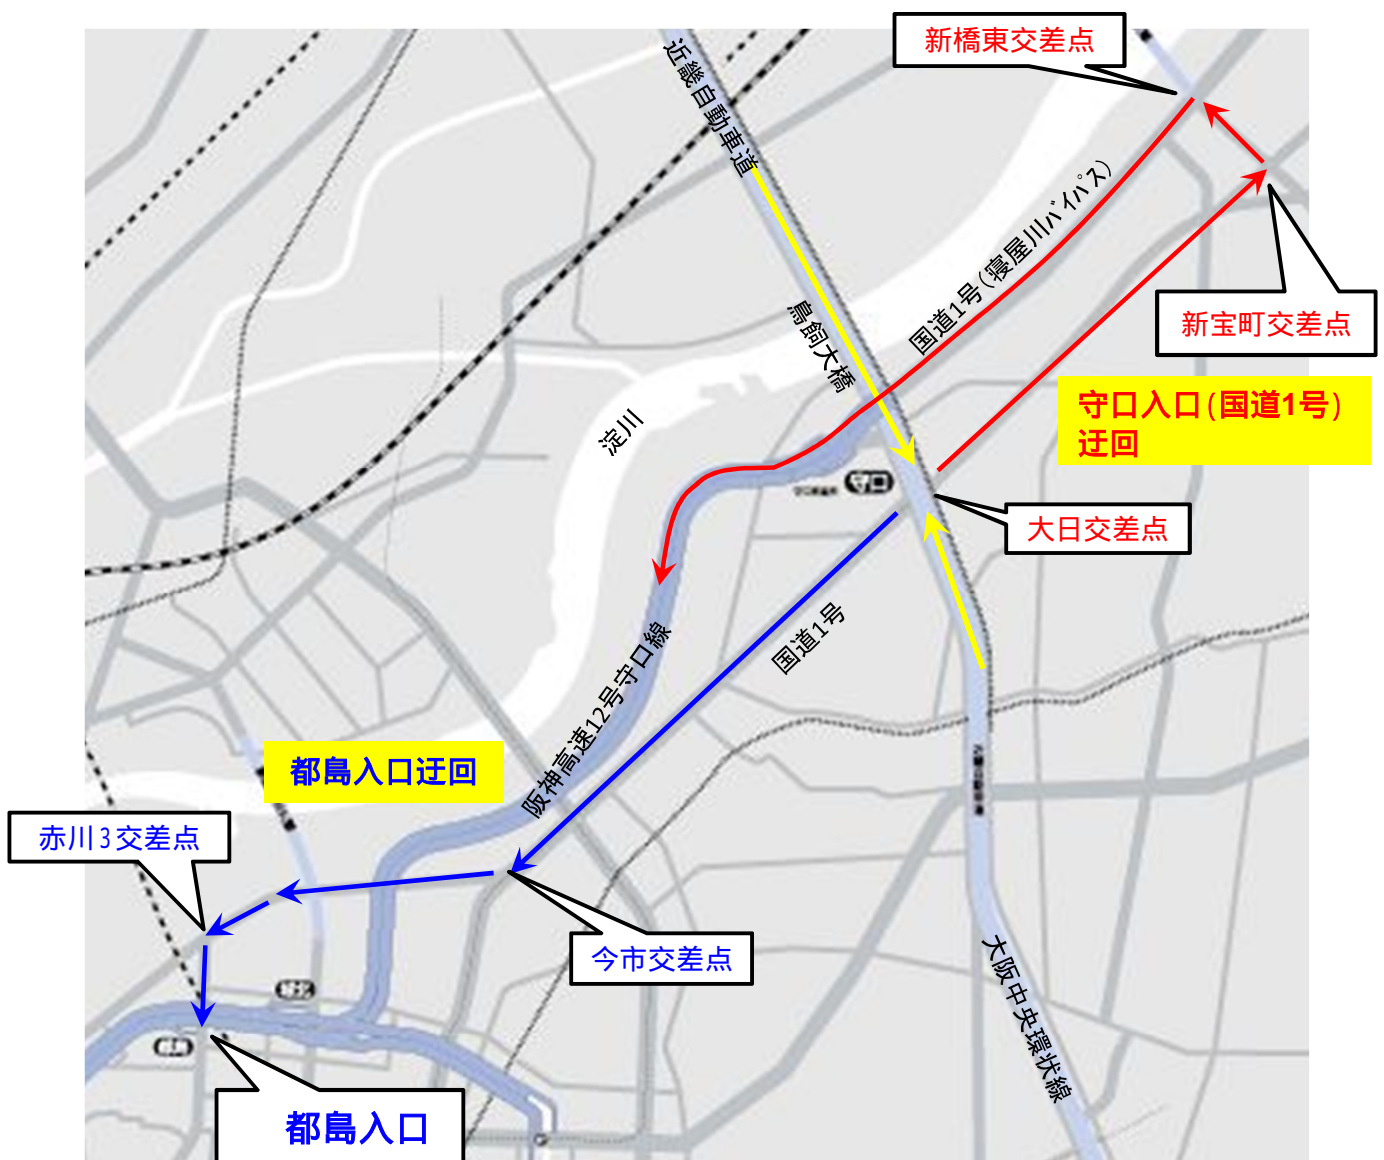 新橋東交差点
近畿自動車道
国道1号(寝屋川バイパス)
鳥飼大橋
新宝町交差点
守口入口(国道1号)
迂回
淀川
守口
大日交差点
国道1号
阪神高速12号守口線
都島入口迂回
赤川3交差点
今市交差点
大阪中央環状線
都島入口